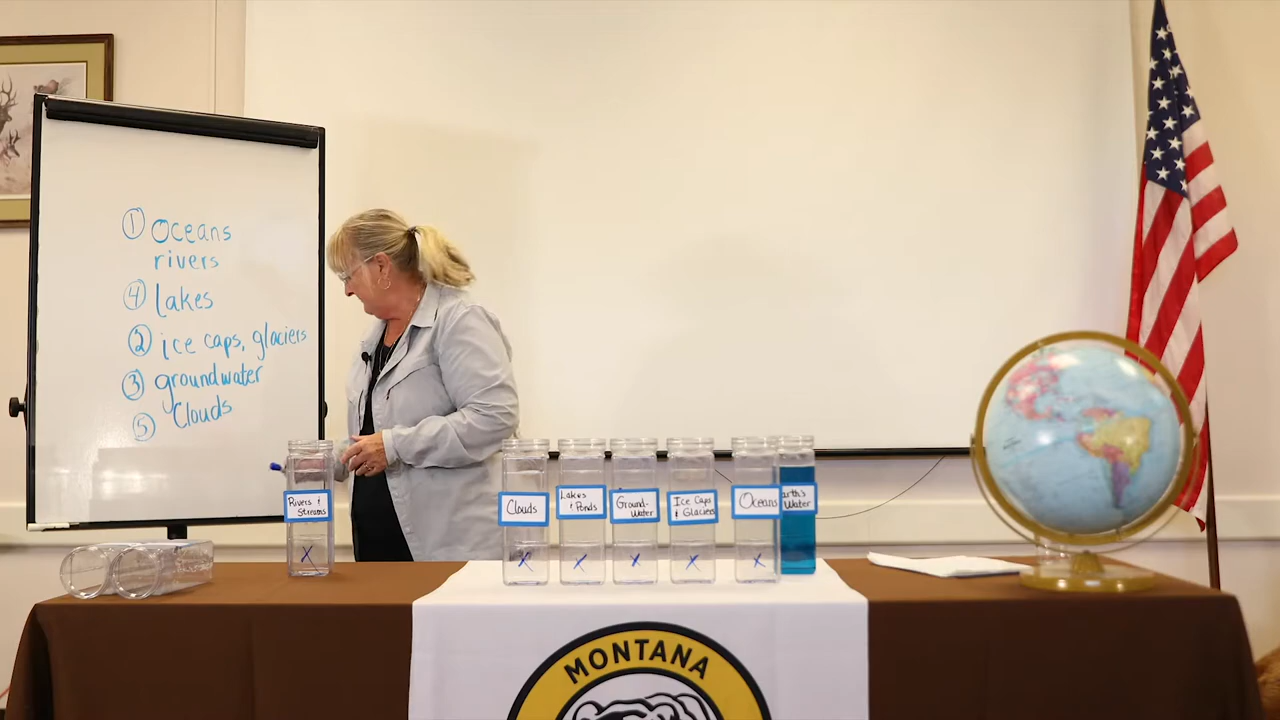 ① Oceans
rivers
④ lakes
② ice caps, glaciers
③ groundwater
⑤ Clouds
Rivers &
Streams
X
Clouds
X
Lakes
& Ponds
X
Ground-
Water
X
Ice Caps
& Glaciers
X
Oceans
X
arth's
Water
MONTANA